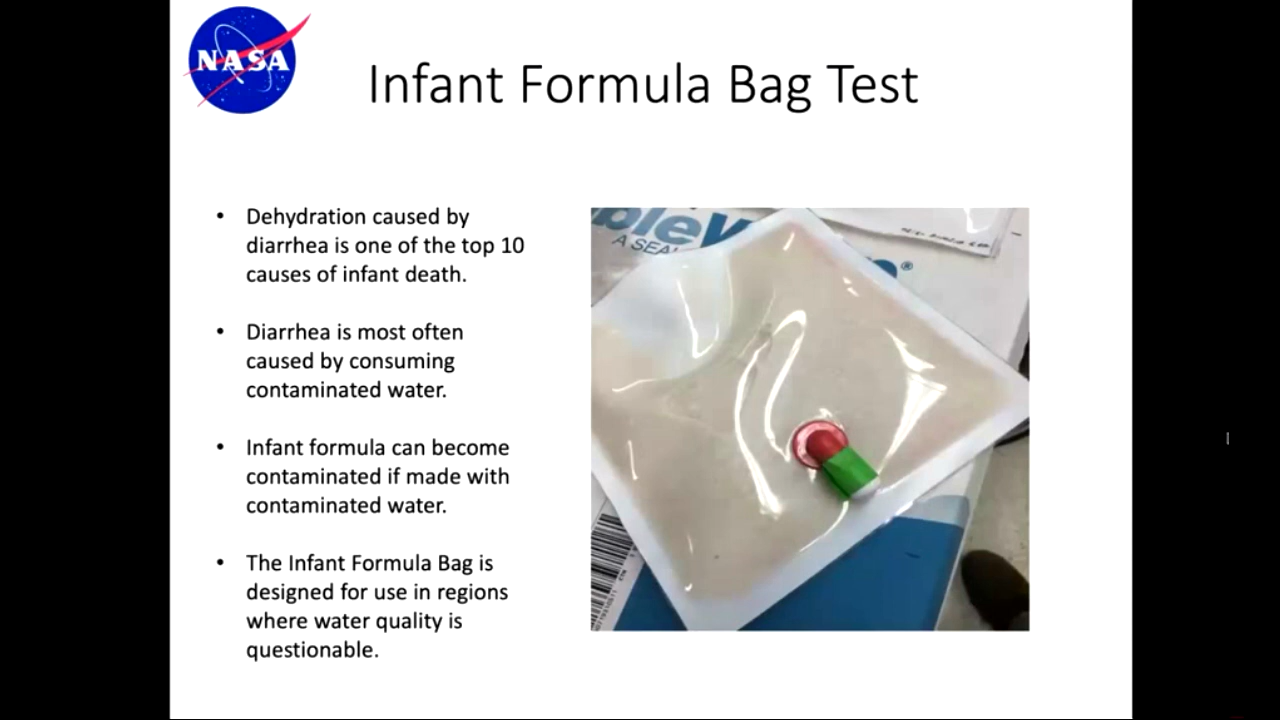 NASA
Infant Formula Bag Test
• Dehydration caused by
diarrhea is one of the top 10
causes of infant death.
• Diarrhea is most often
caused by consuming
contaminated water.
• Infant formula can become
contaminated if made with
contaminated water.
• The Infant Formula Bag is
designed for use in regions
where water quality is
questionable.
bleV
A SEA
®